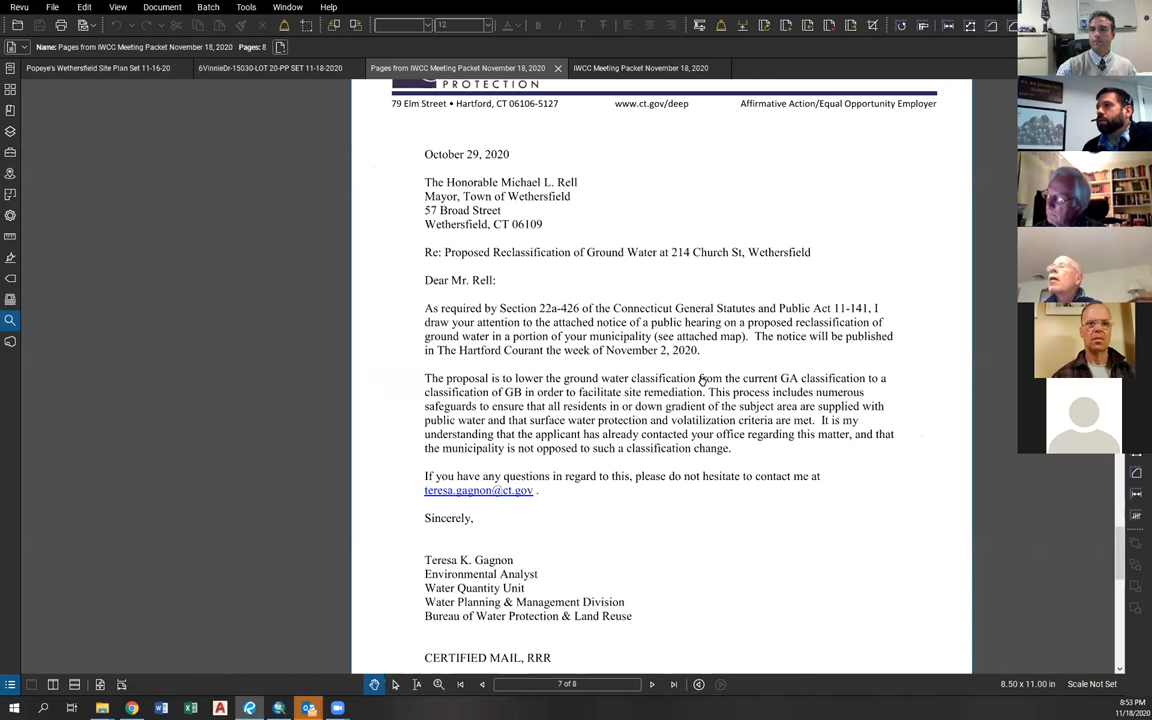 Revu File Edit View Document Batch Tools Window Help
12
Name: Pages from IWCC Meeting Packet November 18, 2020 Pages: 8
Popeye's Wethersfield Site Plan Set 11-16-20
6VinnieDr-15030-LOT 20-PP SET 11-18-2020
Pages from IWCC Meeting Packet November 18, 2020
IWCC Meeting Packet November 18, 2020
PROTECTION
79 Elm Street • Hartford, CT 06106-5127 www.ct.gov/deep Affirmative Action/Equal Opportunity Employer
October 29, 2020
The Honorable Michael L. Rell
Mayor, Town of Wethersfield
57 Broad Street
Wethersfield, CT 06109
Re: Proposed Reclassification of Ground Water at 214 Church St, Wethersfield
Dear Mr. Rell:
As required by Section 22a-426 of the Connecticut General Statutes and Public Act 11-141, I
draw your attention to the attached notice of a public hearing on a proposed reclassification of
ground water in a portion of your municipality (see attached map). The notice will be published
in The Hartford Courant the week of November 2, 2020.
The proposal is to lower the ground water classification from the current GA classification to a
classification of GB in order to facilitate site remediation. This process includes numerous
safeguards to ensure that all residents in or down gradient of the subject area are supplied with
public water and that surface water protection and volatilization criteria are met. It is my
understanding that the applicant has already contacted your office regarding this matter, and that
the municipality is not opposed to such a classification change.
If you have any questions in regard to this, please do not hesitate to contact me at
teresa.gagnon@ct.gov .
Sincerely,
Teresa K. Gagnon
Environmental Analyst
Water Quantity Unit
Water Planning & Management Division
Bureau of Water Protection & Land Reuse
CERTIFIED MAIL, RRR
7 of 8
8.50 x 11.00 in Scale Not Set
8:53 PM
11/18/2020